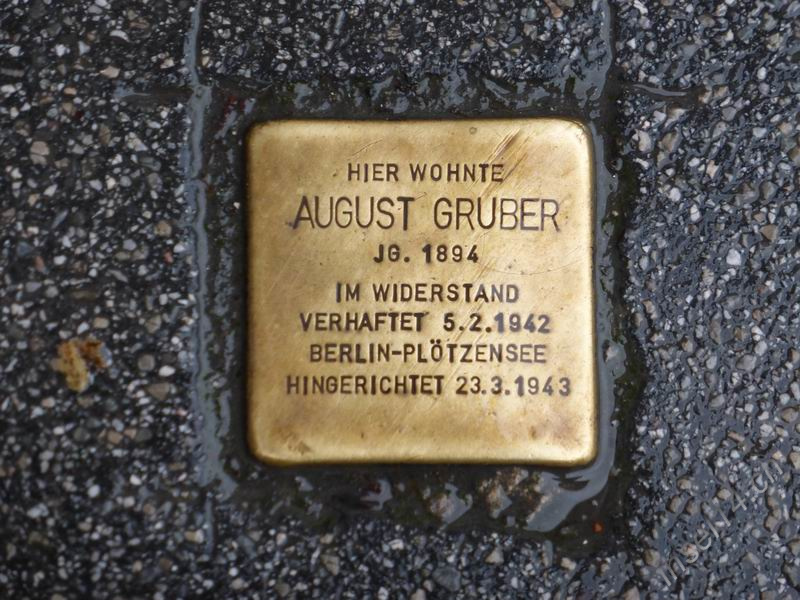 HIER WOHNTE
AUGUST GRUBER
JG. 1894
IM WIDERSTAND
VERHAFTET 5.2.1942
BERLIN-PLÖTZENSEE
HINGERICHTET 23.3.1943